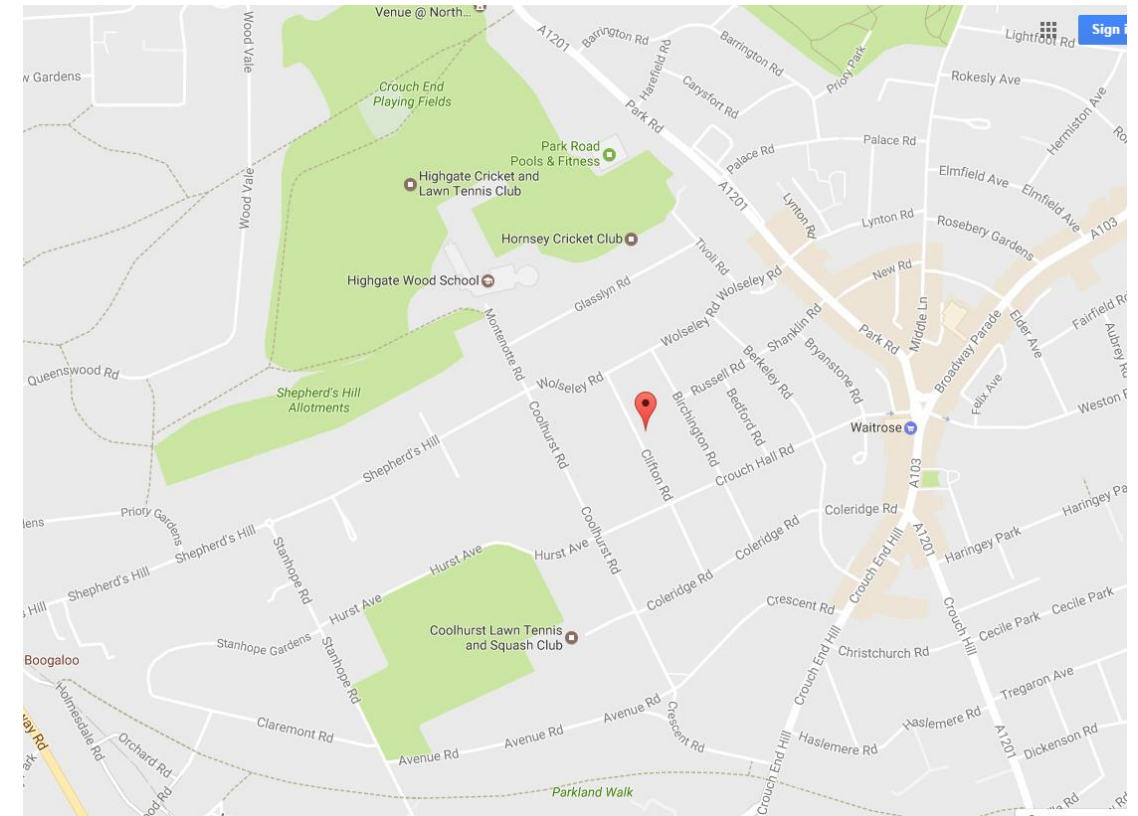 Venue @ North...
Wood Vale
A1201
Barrington Rd
Harefield Rd
Barrington Rd
Priory Park
Lightfoot Rd
Sign i
w Gardens
Crouch End
Playing Fields
Carysfort Rd
Rokesly Ave
Hermiston Ave
Park Rd
Palace Rd
Park Road
Pools & Fitness
Palace Rd
Highgate Cricket and
Lawn Tennis Club
Elmfield Ave
Elmfield Ave
Wood Vale
A1201
Lynton Rd
Lynton Rd
Rosebery Gardens
A103
Hornsey Cricket Club
Tivoli Rd
Wolseley Rd
New Rd
Highgate Wood School
Glasslyn Rd
Montenotte Rd
Wolseley Rd
Shanklin Rd
Park Rd
Middle Ln
Broadway Parade
Elder Ave
Fairfield Rd
Aubrey Rd
Queenswood Rd
Shepherd's Hill
Allotments
Wolseley Rd
Russell Rd
Berkeley Rd
Bryanstone Rd
Felix Ave
Weston
Birchington Rd
Bedford Rd
Waitrose
Coolhurst Rd
Shepherd's Hill
Clifton Rd
Crouch Hall Rd
A103
Priory Gardens
Coolhurst Rd
Coleridge Rd
Haringey Pa
ens
Shepherd's Hill
Stanhope Rd
Hurst Ave
Hurst Ave
Coleridge Rd
Crouch End Hill
A1201
Haringey Park
Shepherd's Hill
Hill
Hurst Ave
Coleridge Rd
Crescent Rd
Crouch Hill
Cecile Park
Cecile Park
Stanhope Gardens
Coolhurst Lawn Tennis
and Squash Club
Christchurch Rd
Boogaloo
Stanhope Rd
Crouch End Hill
Tregaron Ave
Holmesdale Rd
Claremont Rd
Avenue Rd
Avenue Rd
Avenue Rd
Crescent Rd
Haslemere Rd
Haslemere Rd
A1201
Dickenson Rd
way Rd
Orchard Rd
Parkland Walk
Crouch End Hill